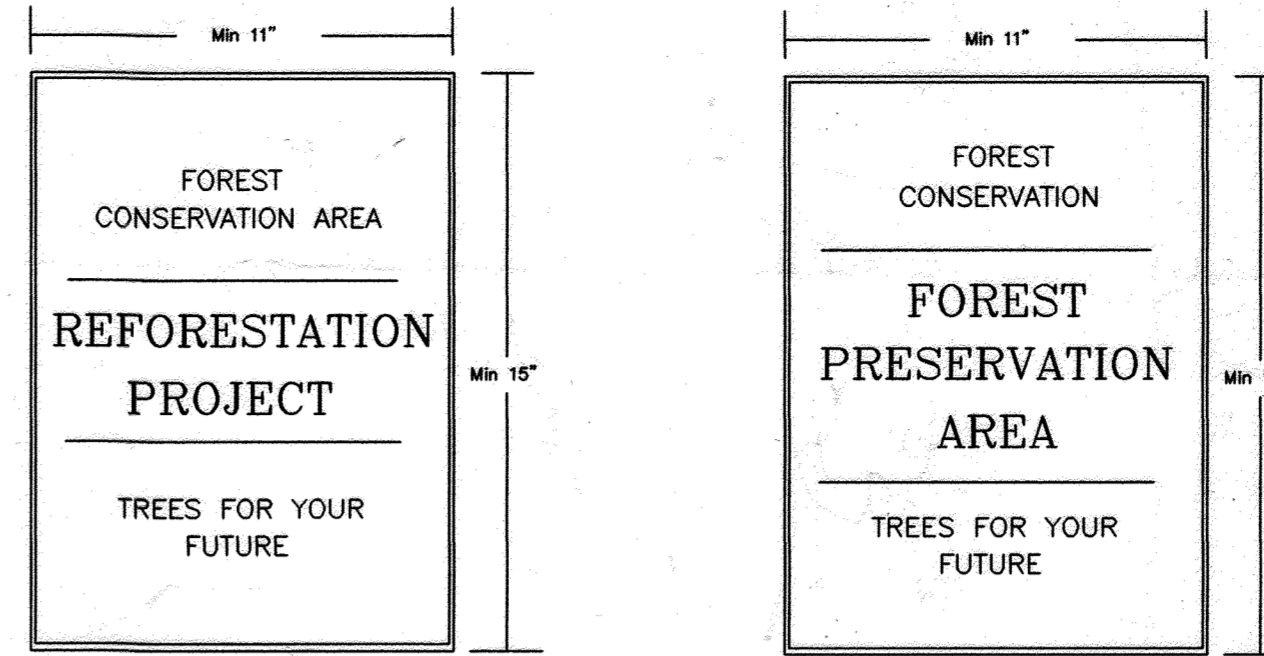 Min 11"
FOREST
CONSERVATION AREA
REFORESTATION
PROJECT
TREES FOR YOUR
FUTURE
Min 15"
Min 11"
FOREST
CONSERVATION
FOREST
PRESERVATION
AREA
TREES FOR YOUR
FUTURE
Min